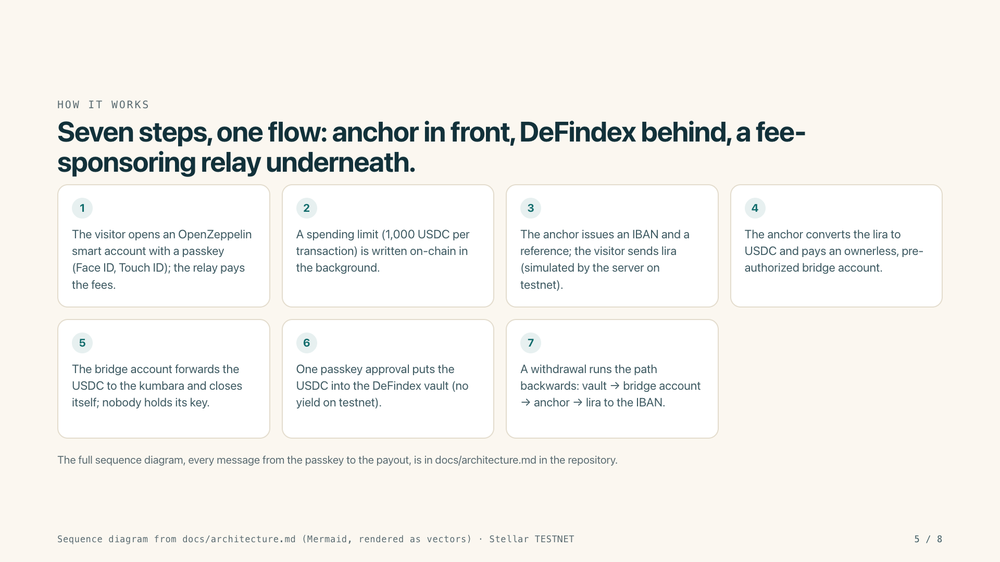 HOW IT WORKS
Seven steps, one flow: anchor in front, DeFindex behind, a fee-
sponsoring relay underneath.
1
The visitor opens an OpenZeppelin
smart account with a passkey
(Face ID, Touch ID); the relay pays
the fees.
2
A spending limit (1,000 USDC per
transaction) is written on-chain in
the background.
3
The anchor issues an IBAN and a
reference; the visitor sends lira
(simulated by the server on
testnet).
4
The anchor converts the lira to
USDC and pays an ownerless, pre-
authorized bridge account.
5
The bridge account forwards the
USDC to the kumbara and closes
itself; nobody holds its key.
6
One passkey approval puts the
USDC into the DeFindex vault (no
yield on testnet).
7
A withdrawal runs the path
backwards: vault → bridge account
→ anchor → lira to the IBAN.
The full sequence diagram, every message from the passkey to the payout, is in docs/architecture.md in the repository.
Sequence diagram from docs/architecture.md (Mermaid, rendered as vectors) · Stellar TESTNET
5 / 8